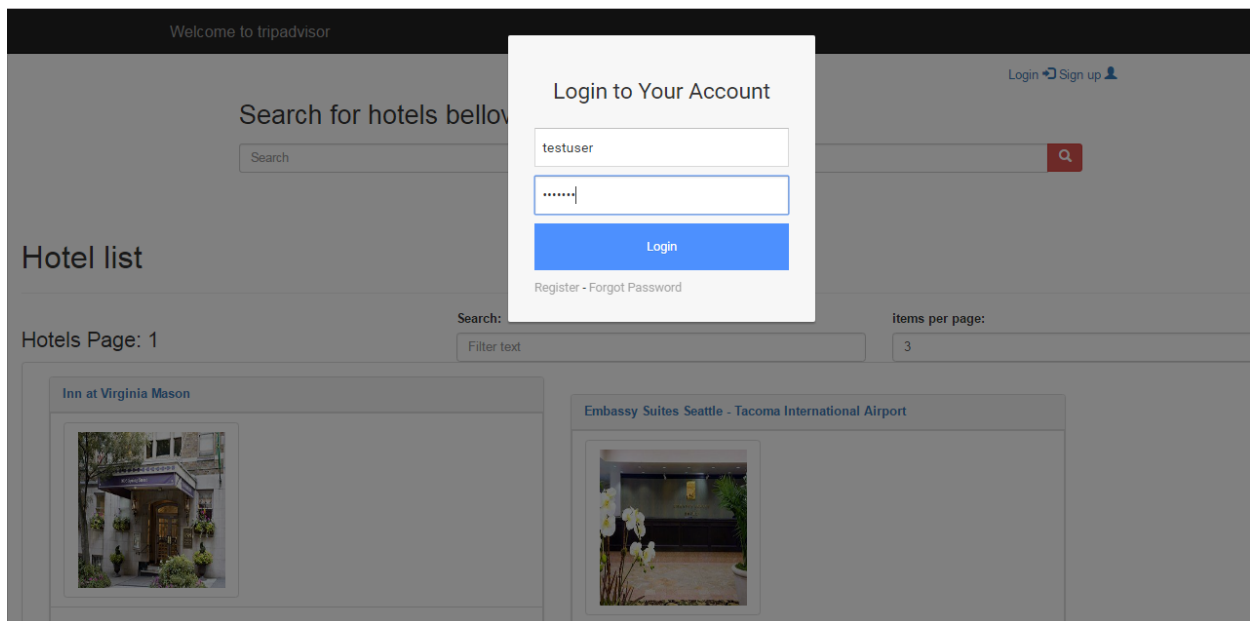 Welcome to tripadvisor
Login Sign up
Search for hotels bellov
Search
Login to Your Account
testuser
•••••••
Login
Register - Forgot Password
Hotel list
Hotels Page: 1
Search:
Filter text
items per page:
3
Inn at Virginia Mason
Embassy Suites Seattle - Tacoma International Airport